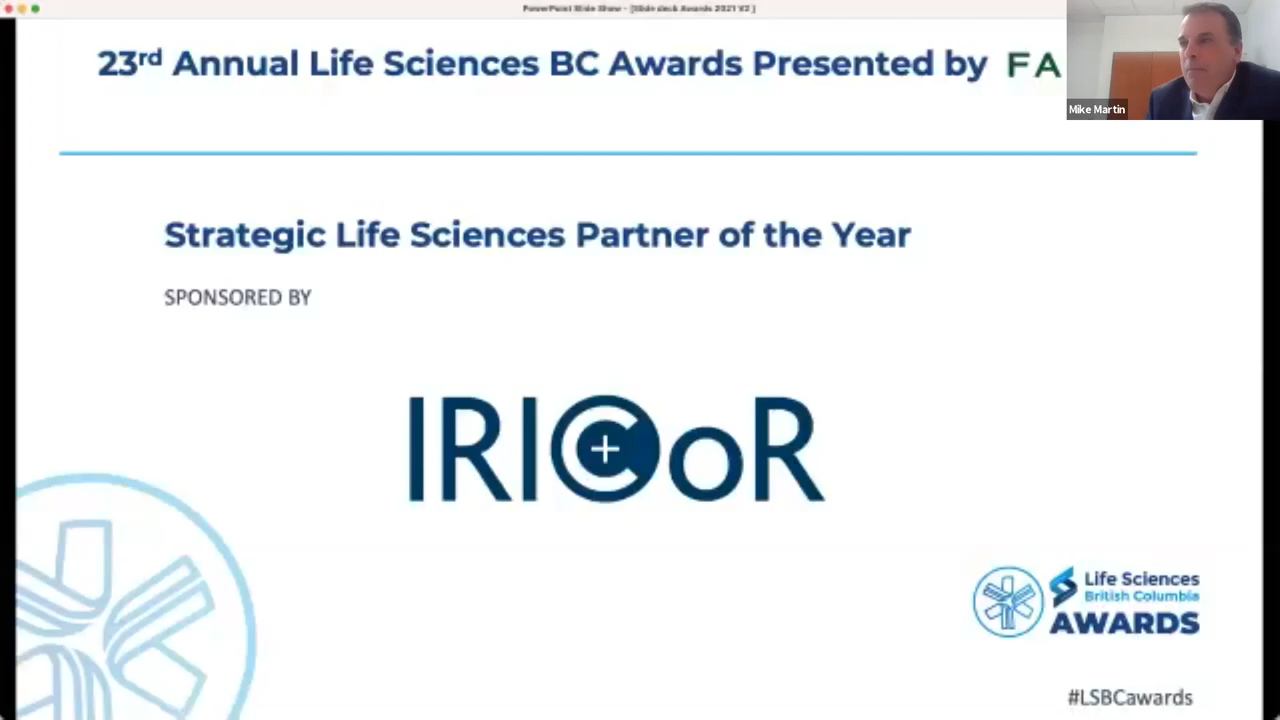 PowerPoint Slide Show - [Slide deck Awards 2021 V2 ]
23rd Annual Life Sciences BC Awards Presented by FA
Mike Martin
Strategic Life Sciences Partner of the Year
SPONSORED BY
IRICoR
Life Sciences
British Columbia
AWARDS
#LSBCawards